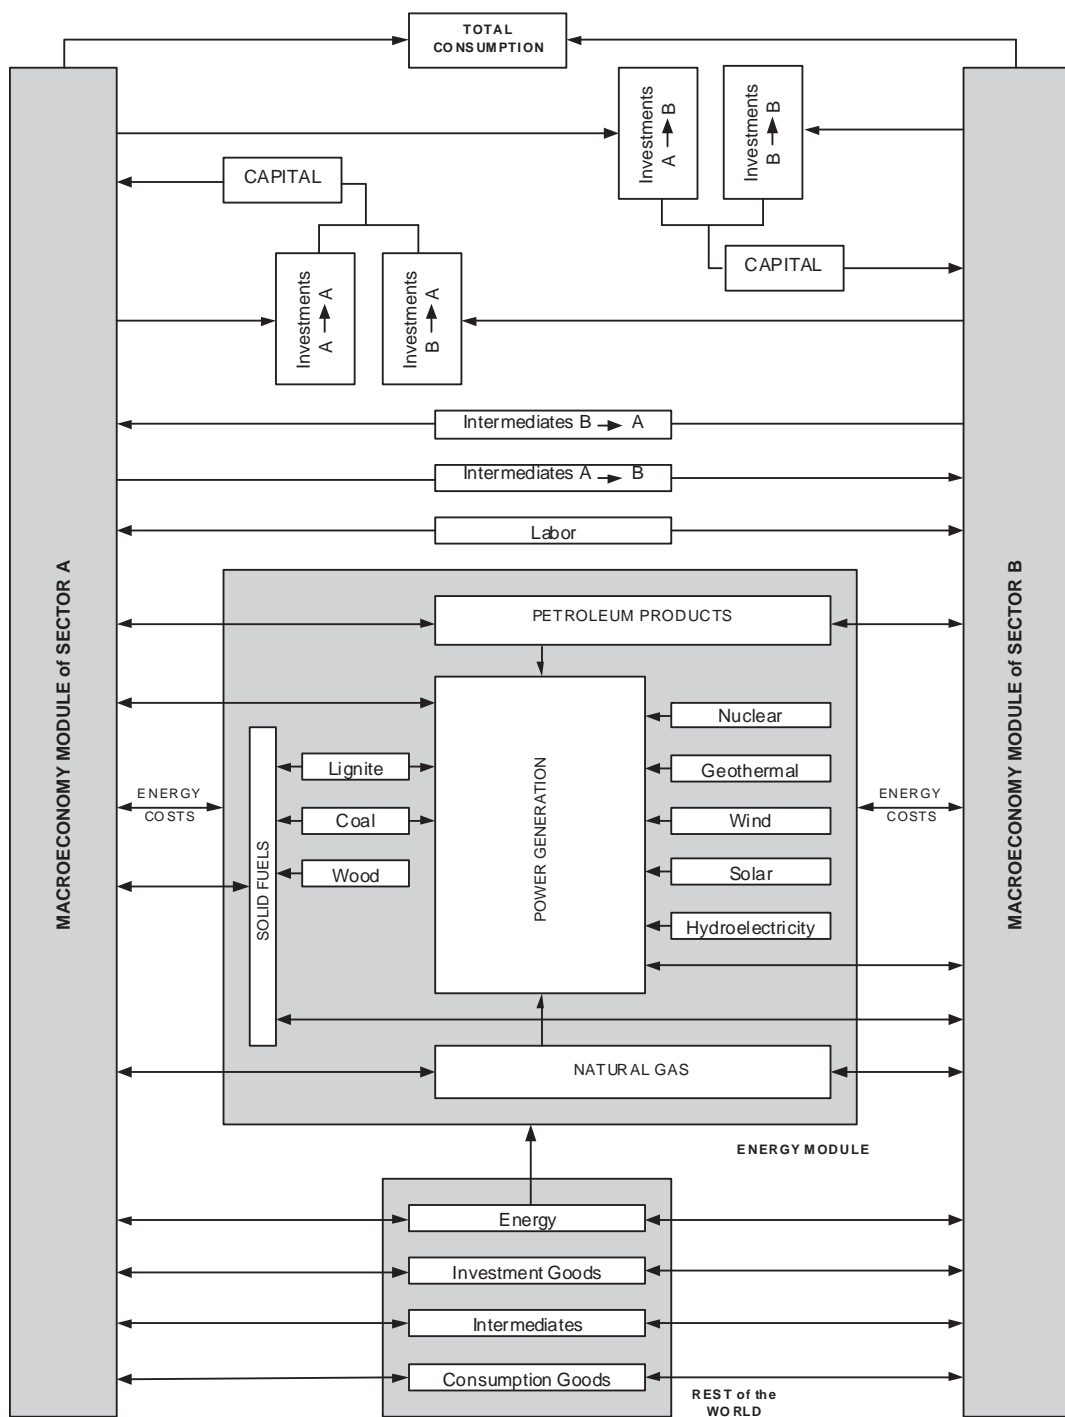 TOTAL
CONSUMPTION
Investments
A → B
Investments
B → B
CAPITAL
CAPITAL
Investments
A → A
Investments
B → A
Intermediates B → A
Intermediates A → B
Labor
MACROECONOMY MODULE of SECTOR A
MACROECONOMY MODULE of SECTOR B
PETROLEUM PRODUCTS
POWER GENERATION
SOLID FUELS
Lignite
Coal
Wood
Nuclear
Geothermal
Wind
Solar
Hydroelectricity
ENERGY
COSTS
ENERGY
COSTS
NATURAL GAS
ENERGY MODULE
Energy
Investment Goods
Intermediates
Consumption Goods
REST of the
WORLD